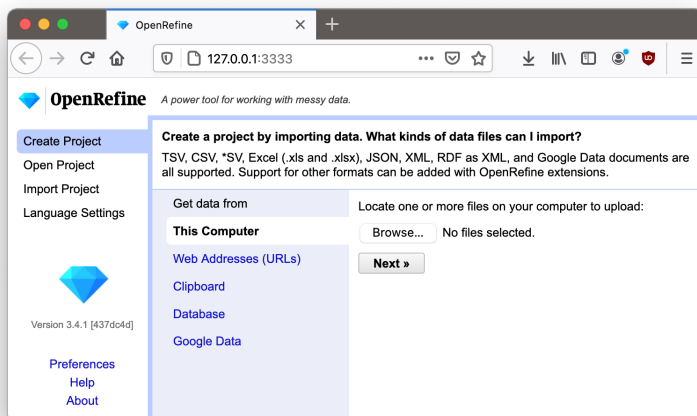 OpenRefine
127.0.0.1:3333
OpenRefine A power tool for working with messy data.
Create Project
Open Project
Import Project
Language Settings
Version 3.4.1 [437dc4d]
Preferences
Help
About
Create a project by importing data. What kinds of data files can I import?
TSV, CSV, *SV, Excel (.xls and .xlsx), JSON, XML, RDF as XML, and Google Data documents are
all supported. Support for other formats can be added with OpenRefine extensions.
Get data from
This Computer
Web Addresses (URLs)
Clipboard
Database
Google Data
Locate one or more files on your computer to upload:
Browse... No files selected.
Next »